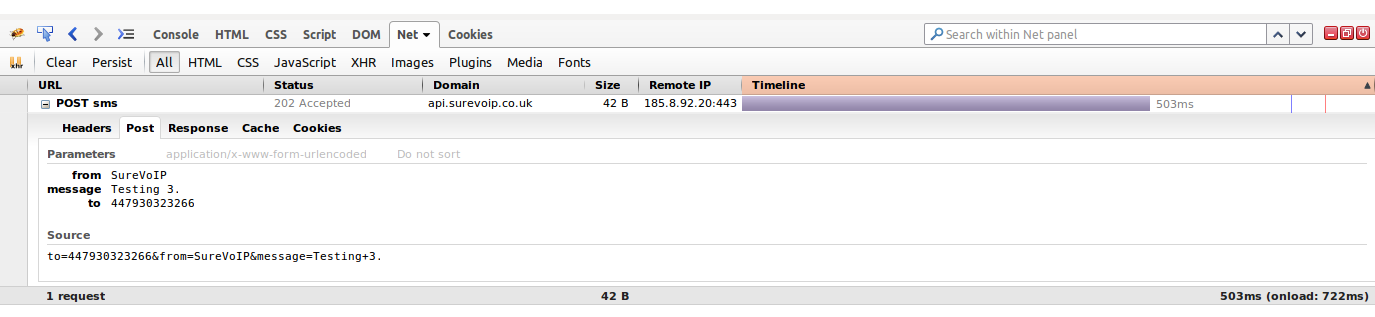 Console HTML CSS Script DOM Net Cookies Search within Net panel
xhr Clear Persist All HTML CSS JavaScript XHR Images Plugins Media Fonts
URL Status Domain Size Remote IP Timeline
POST sms 202 Accepted api.surevoip.co.uk 42 B 185.8.92.20:443 503ms
Headers Post Response Cache Cookies
Parameters application/x-www-form-urlencoded Do not sort
from SureVoIP
message Testing 3.
to 447930323266
Source
to=447930323266&from=SureVoIP&message=Testing+3.
1 request 42 B 503ms (onload: 722ms)